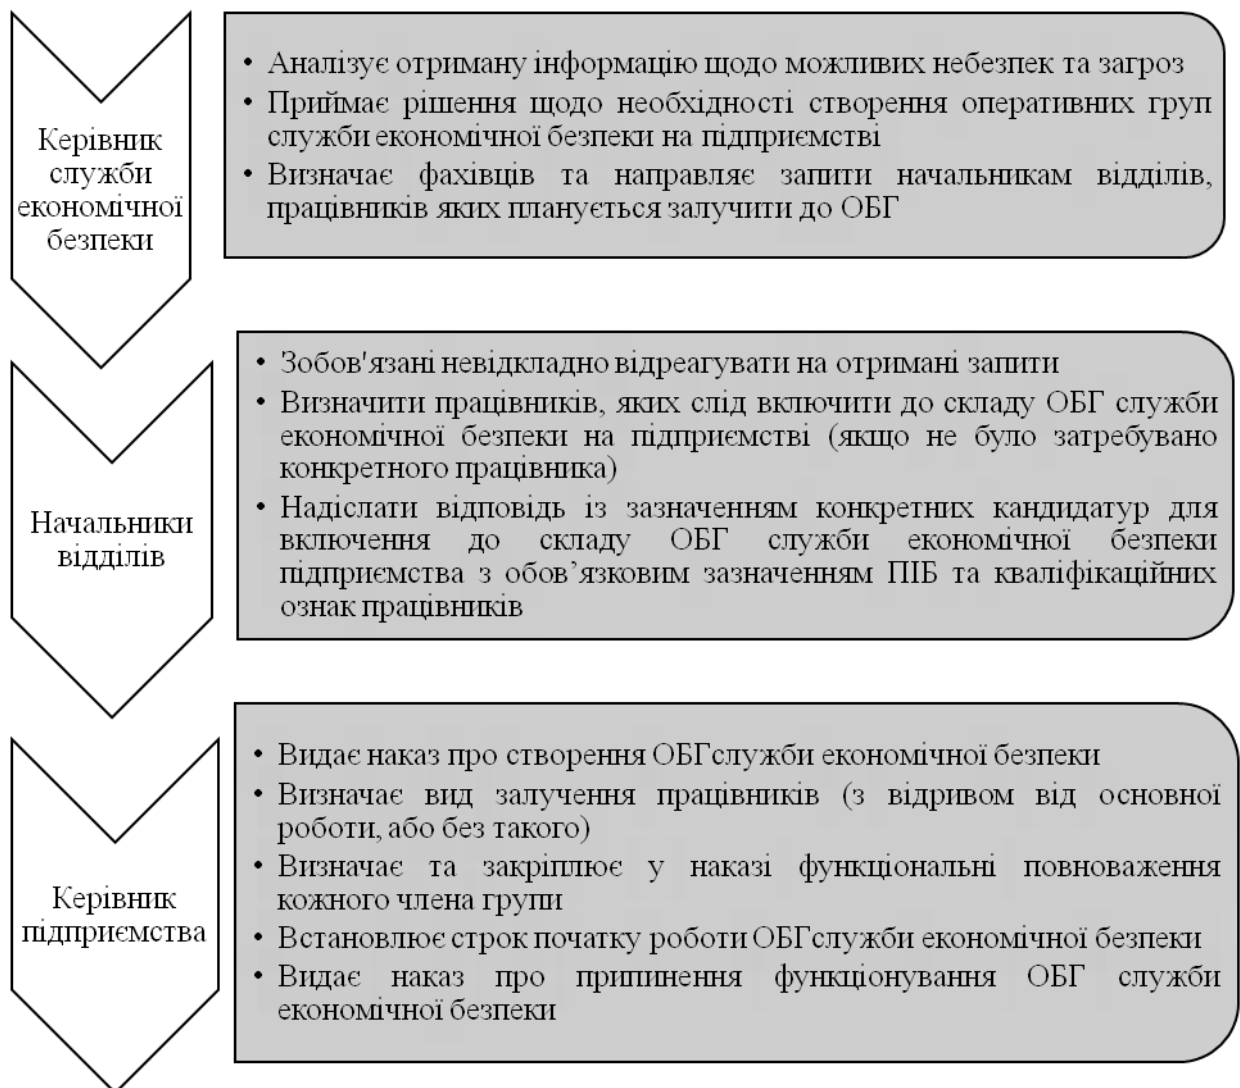 Керівник
служби
економічної
безпеки
• Аналізує отриману інформацію щодо можливих небезпек та загроз
• Приймає рішення щодо необхідності створення оперативних груп
служби економічної безпеки на підприємстві
• Визначає фахівців та направляє запити начальникам відділів,
працівників яких планується залучити до ОБГ
Начальники
відділів
• Зобов'язані невідкладно відреагувати на отримані запити
• Визначити працівників, яких слід включити до складу ОБГ служби
економічної безпеки на підприємстві (якщо не було затребувано
конкретного працівника)
• Надіслати відповідь із зазначенням конкретних кандидатур для
включення до складу ОБГ служби економічної безпеки
підприємства з обов’язковим зазначенням ПІБ та кваліфікаційних
ознак працівників
Керівник
підприємства
• Видає наказ про створення ОБГслужби економічної безпеки
• Визначає вид залучення працівників (з відривом від основної
роботи, або без такого)
• Визначає та закріплює у наказі функціональні повноваження
кожного члена групи
• Встановлює строк початку роботи ОБГслужби економічної безпеки
• Видає наказ про припинення функціонування ОБГ служби
економічної безпеки